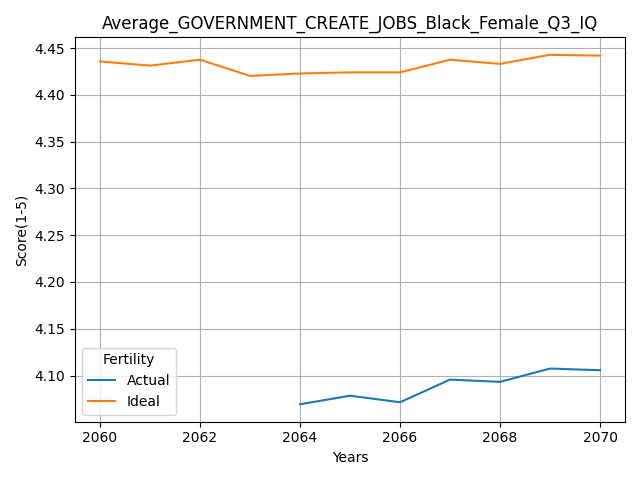 Average_GOVERNMENT_CREATE_JOBS_Black_Female_Q3_IQ
Score(1-5)
4.45
4.40
4.35
4.30
4.25
4.20
4.15
4.10
Fertility
Actual
Ideal
2060 2062 2064 2066 2068 2070
Years